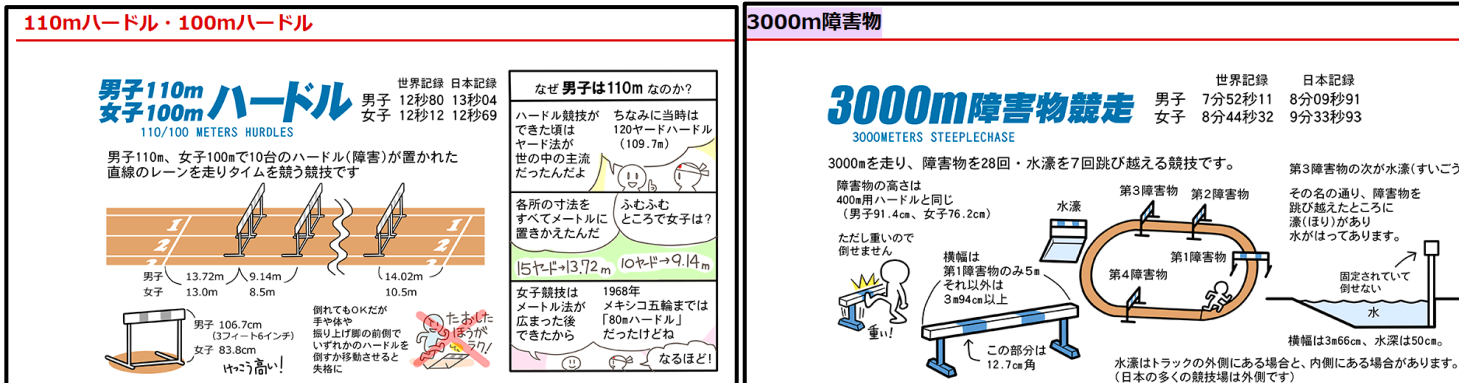 110mハードル・100mハードル
男子110m
女子100m
ハードル
110/100 METERS HURDLES
世界記録 日本記録
男子 12秒80 13秒04
女子 12秒12 12秒69
男子110m、女子100mで10台のハードル(障害)が置かれた
直線のレーンを走りタイムを競う競技です
1
2
3
1
2
3
男子 13.72m 9.14m 14.02m
女子 13.0m 8.5m 10.5m
男子 106.7cm
(3フィート6インチ)
女子 83.8cm
けっこう高い!
倒れてもOKだが
手や体や
振り上げ脚の前側で
いずれかのハードルを
倒すか移動させると
失格に
たおした
ほうが
ラク!
なぜ男子は110mなのか?
ハードル競技が
できた頃は
ヤード法が
世の中の主流
だったんだよ
ちなみに当時は
120ヤードハードル
(109.7m)
各所の寸法を
すべてメートルに
置きかえたんだ
ふむふむ
ところで女子は?
15ヤード→13.72m 10ヤード→9.14m
女子競技は
メートル法が
広まった後
できたから
1968年
メキシコ五輪までは
「80mハードル」
だったけどね
なるほど!
3000m障害物
3000m障害物競走
3000METERS STEEPLECHASE
世界記録 日本記録
男子 7分52秒11 8分09秒91
女子 8分44秒32 9分33秒93
3000mを走り、障害物を28回・水濠を7回跳び越える競技です。
障害物の高さは
400m用ハードルと同じ
(男子91.4cm、女子76.2cm)
ただし重いので
倒せません
重い!
横幅は
第1障害物のみ5m
それ以外は
3m94cm以上
この部分は
12.7cm角
水濠
第3障害物
第2障害物
第1障害物
第4障害物
第3障害物の次が水濠(すいごう
その名の通り、障害物を
跳び越えたところに
濠(ほり)があり
水がはってあります。
固定されていて
倒せない
水
横幅は3m66cm、水深は50cm。
水濠はトラックの外側にある場合と、内側にある場合があります。
(日本の多くの競技場は外側です)